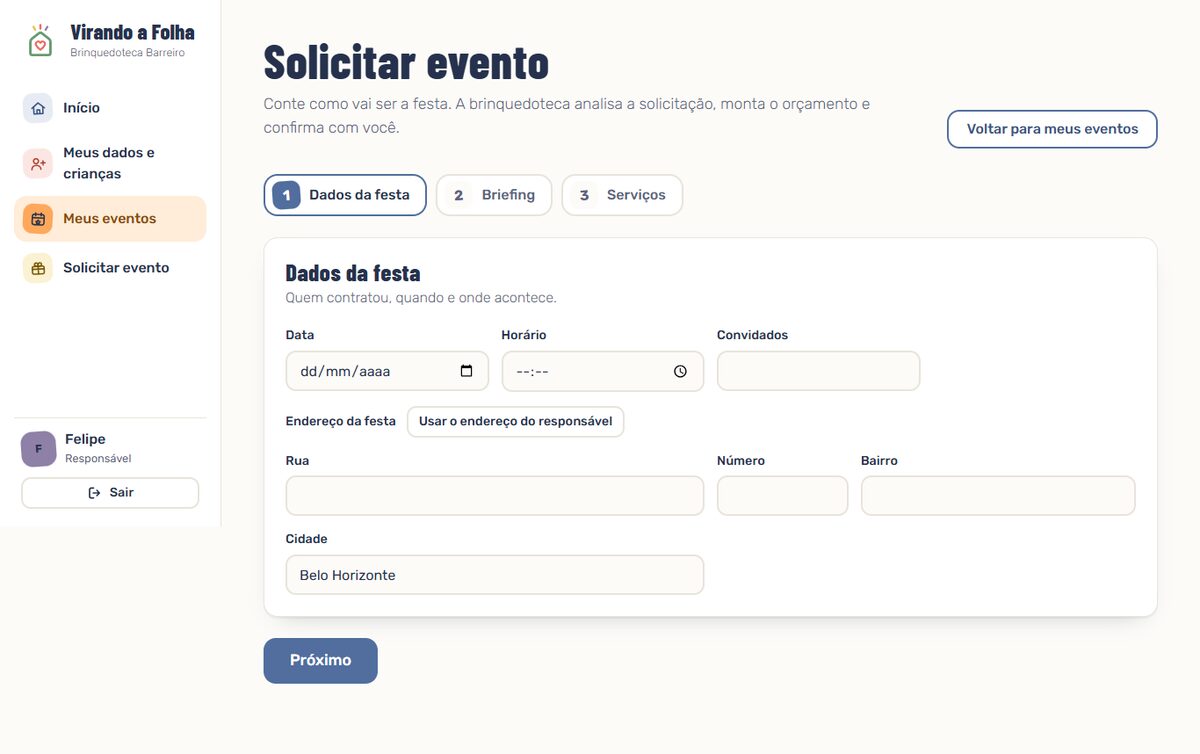 Virando a Folha
Brinquedoteca Barreiro
Início
Meus dados e
crianças
Meus eventos
Solicitar evento
F
Felipe
Responsável
Sair
Solicitar evento
Conte como vai ser a festa. A brinquedoteca analisa a solicitação, monta o orçamento e
confirma com você.
Voltar para meus eventos
1 Dados da festa
2 Briefing
3 Serviços
Dados da festa
Quem contratou, quando e onde acontece.
Data
Horário
Convidados
dd/mm/aaaa
--:--
Endereço da festa
Usar o endereço do responsável
Rua
Número
Bairro
Cidade
Belo Horizonte
Próximo